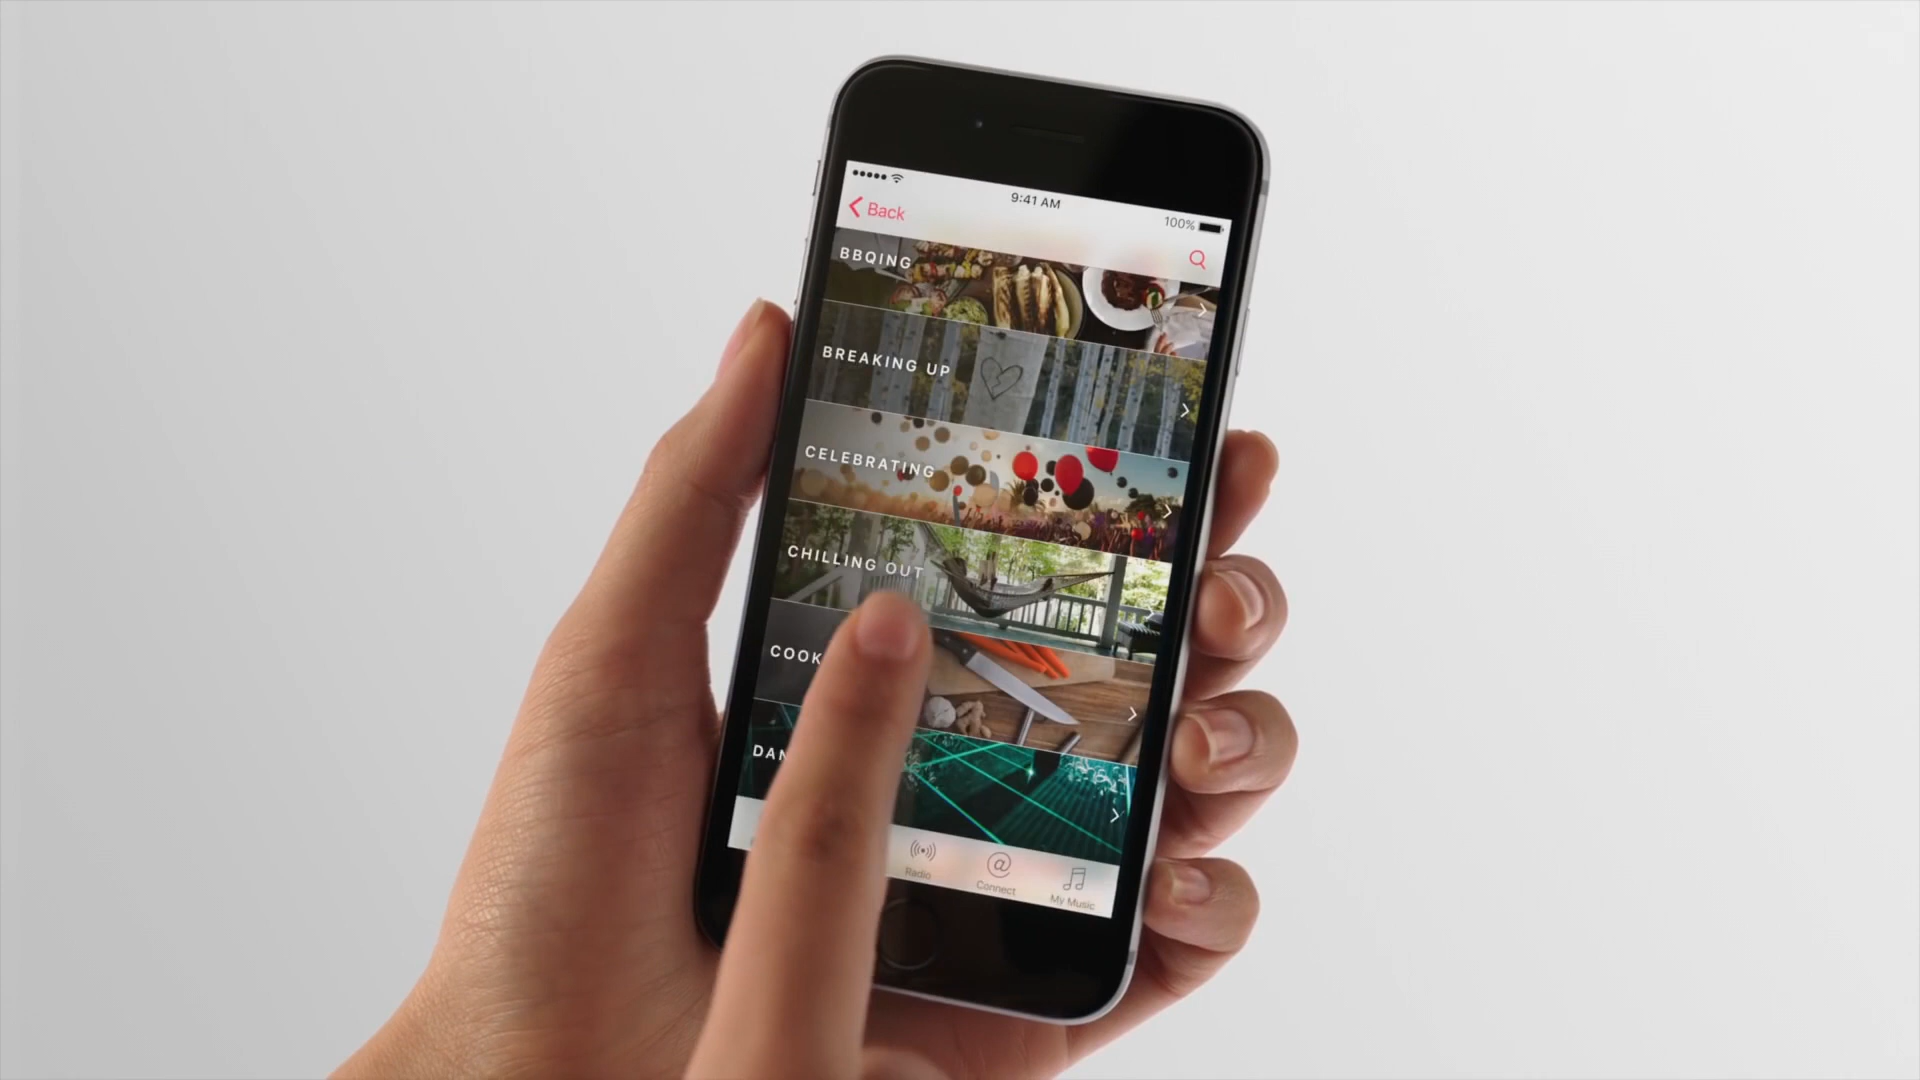 9:41 AM
100%
Back
BBQING
BREAKING UP
CELEBRATING
CHILLING OUT
COOK
DAN
Radio
Connect
My Music